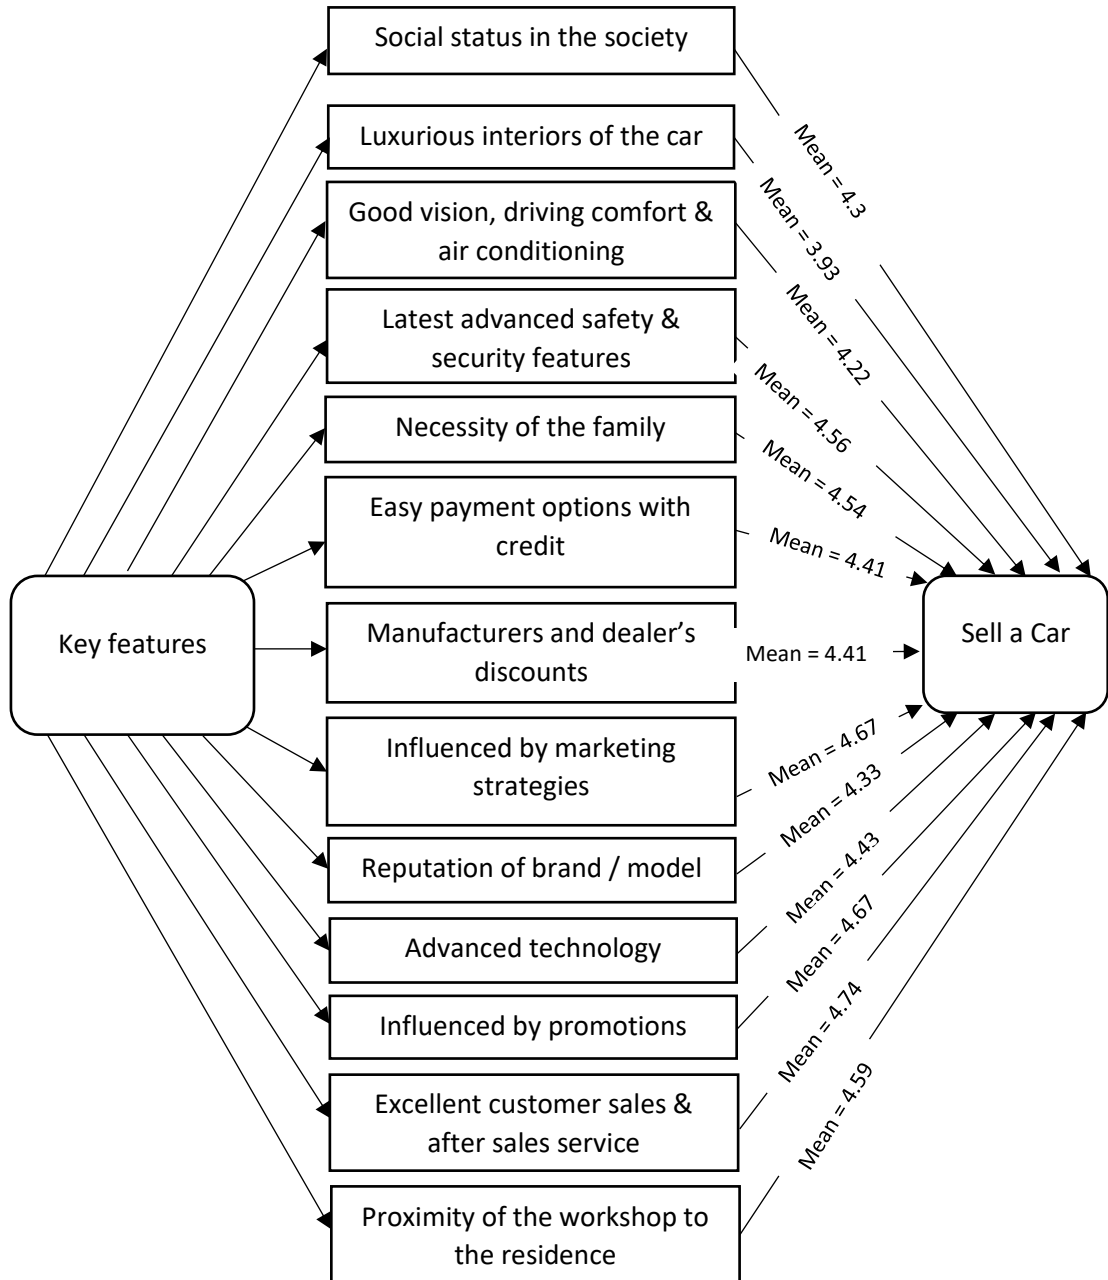 Social status in the society
Mean = 4.3
Luxurious interiors of the car
Mean = 3.93
Good vision, driving comfort &
air conditioning
Mean = 4.22
Latest advanced safety &
security features
Mean = 4.56
Necessity of the family
Mean = 4.54
Easy payment options with
credit
Mean = 4.41
Key features
Manufacturers and dealer’s
discounts
Mean = 4.41
Sell a Car
Influenced by marketing
strategies
Mean = 4.67
Reputation of brand / model
Mean = 4.33
Advanced technology
Mean = 4.43
Influenced by promotions
Mean = 4.67
Excellent customer sales &
after sales service
Mean = 4.74
Proximity of the workshop to
the residence
Mean = 4.59